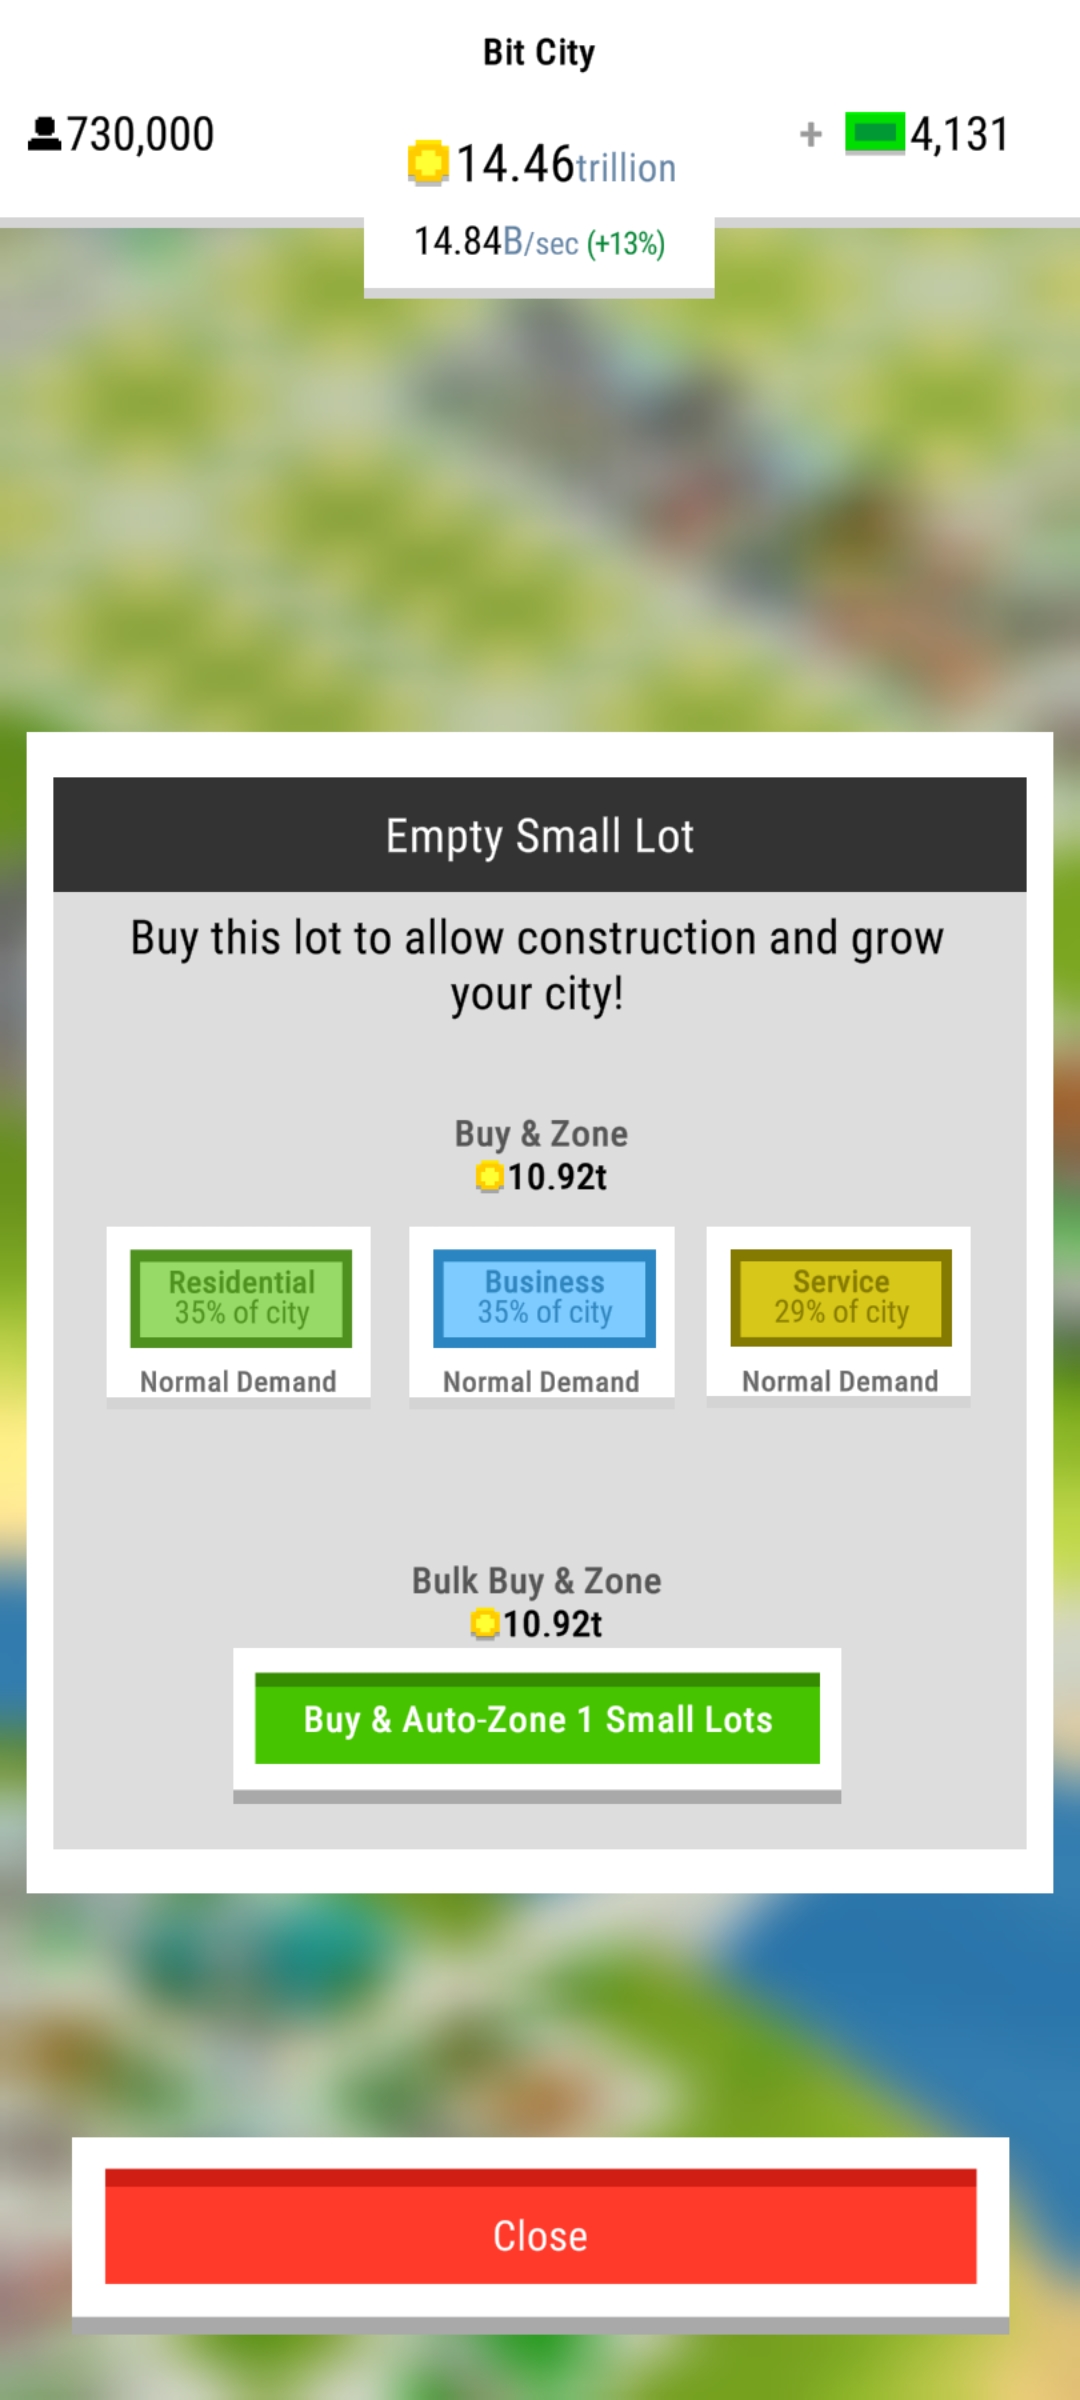 Bit City
730,000
14.46trillion
+ 4,131
14.84B/sec (+13%)
Empty Small Lot
Buy this lot to allow construction and grow
your city!
Buy & Zone
10.92t
Residential
35% of city
Normal Demand
Business
35% of city
Normal Demand
Service
29% of city
Normal Demand
Bulk Buy & Zone
10.92t
Buy & Auto-Zone 1 Small Lots
Close